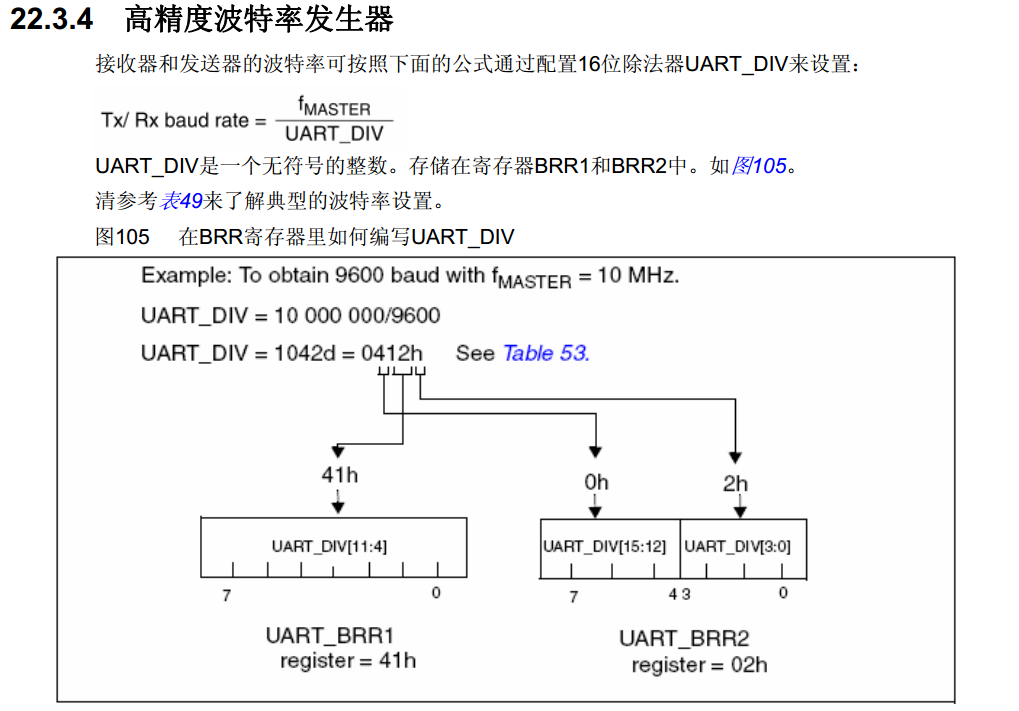 22.3.4 高精度波特率发生器
接收器和发送器的波特率可按照下面的公式通过配置16位除法器UART_DIV来设置：
Tx/ Rx baud rate = fMASTER / UART_DIV
UART_DIV是一个无符号的整数。存储在寄存器BRR1和BRR2中。如图105。
清参考表49来了解典型的波特率设置。
图105 在BRR寄存器里如何编写UART_DIV
Example: To obtain 9600 baud with fMASTER = 10 MHz.
UART_DIV = 10 000 000/9600
UART_DIV = 1042d = 0412h See Table 53.
41h 0h 2h
UART_DIV[11:4] UART_DIV[15:12] UART_DIV[3:0]
7 0 7 4 3 0
UART_BRR1 UART_BRR2
register = 41h register = 02h